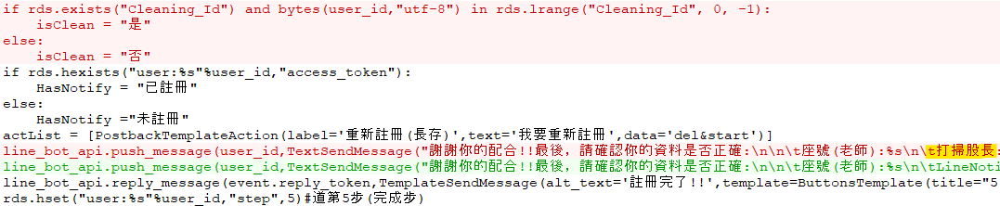 if rds.exists("Cleaning_Id") and bytes(user_id,"utf-8") in rds.lrange("Cleaning_Id", 0, -1):
    isClean = "是"
else:
    isClean = "否"
if rds.hexists("user:%s"%user_id,"access_token"):
    HasNotify = "已註冊"
else:
    HasNotify ="未註冊"
actList = [PostbackTemplateAction(label='重新註冊(長存)',text='我要重新註冊',data='del&start')]
line_bot_api.push_message(user_id,TextSendMessage("謝謝你的配合!!最後，請確認你的資料是否正確:\n\n\t座號(老師):%s\n\t打掃股長:
line_bot_api.push_message(user_id,TextSendMessage("謝謝你的配合!!最後，請確認你的資料是否正確:\n\n\t座號(老師):%s\n\tLineNoti
line_bot_api.reply_message(event.reply_token,TemplateSendMessage(alt_text='註冊完了!!',template=ButtonsTemplate(title="5
rds.hset("user:%s"%user_id,"step",5)#道第5步(完成步)